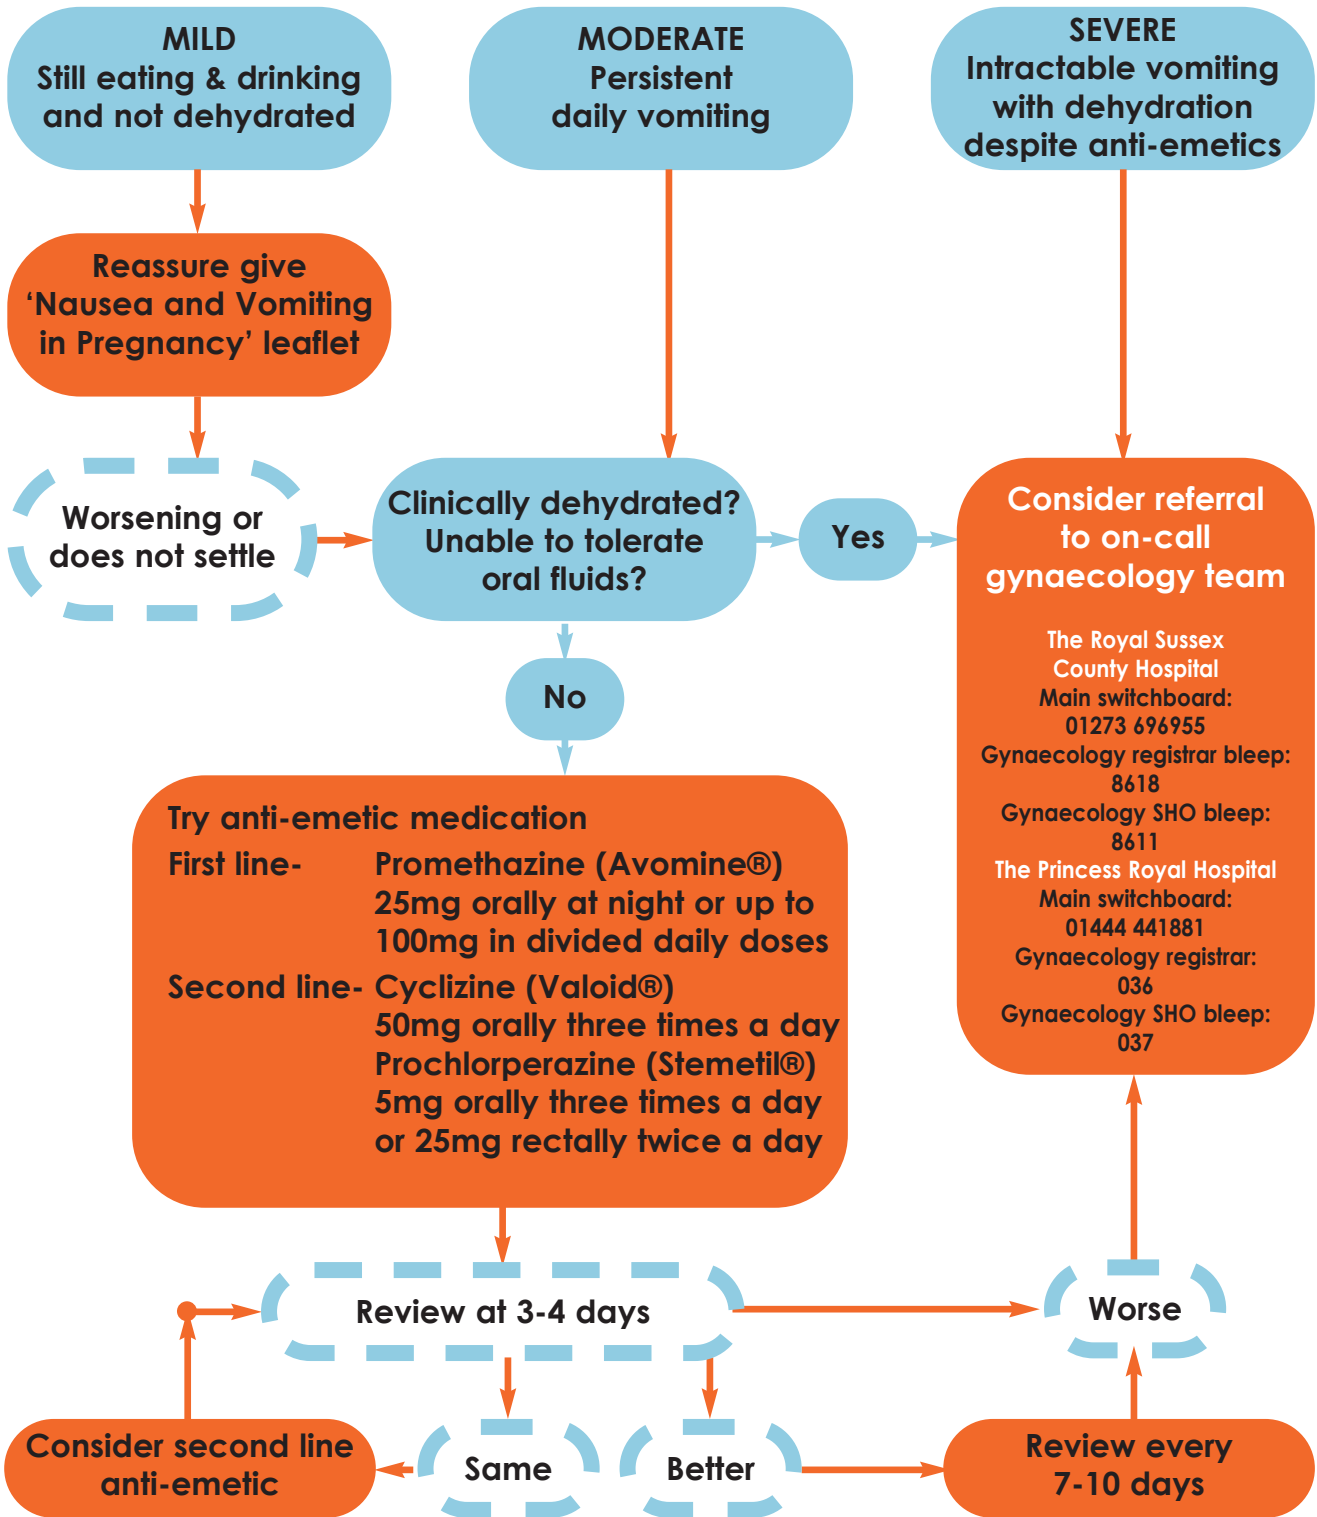 MILD
Still eating & drinking
and not dehydrated
MODERATE
Persistent
daily vomiting
SEVERE
Intractable vomiting
with dehydration
despite anti-emetics
Reassure give
‘Nausea and Vomiting
in Pregnancy’ leaflet
Worsening or
does not settle
Clinically dehydrated?
Unable to tolerate
oral fluids?
Yes
No
Consider referral
to on-call
gynaecology team
The Royal Sussex
County Hospital
Main switchboard:
01273 696955
Gynaecology registrar bleep:
8618
Gynaecology SHO bleep:
8611
The Princess Royal Hospital
Main switchboard:
01444 441881
Gynaecology registrar:
036
Gynaecology SHO bleep:
037
Try anti-emetic medication
First line- Promethazine (Avomine®)
25mg orally at night or up to
100mg in divided daily doses
Second line- Cyclizine (Valoid®)
50mg orally three times a day
Prochlorperazine (Stemetil®)
5mg orally three times a day
or 25mg rectally twice a day
Review at 3-4 days
Worse
Consider second line
anti-emetic
Same
Better
Review every
7-10 days